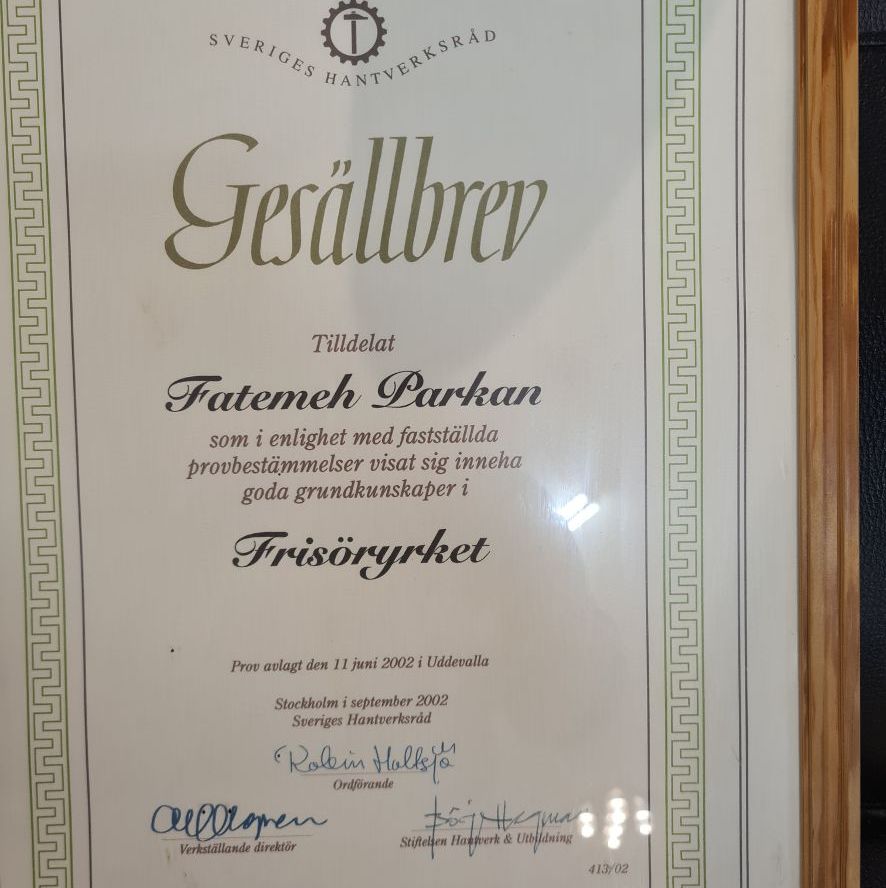 SVERIGES HANTVERKSRÅD
Gesällbrev
Tilldelat
Fatemeh Parkan
som i enlighet med fastställda
provbestämmelser visat sig inneha
goda grundkunskaper i
Frisöryrket
Prov avlagt den 11 juni 2002 i Uddevalla
Stockholm i september 2002
Sveriges Hantverksråd
Robin
Ordförande
Verkställande direktör
Stiftelsen Hantverk & Utbildning
413/02